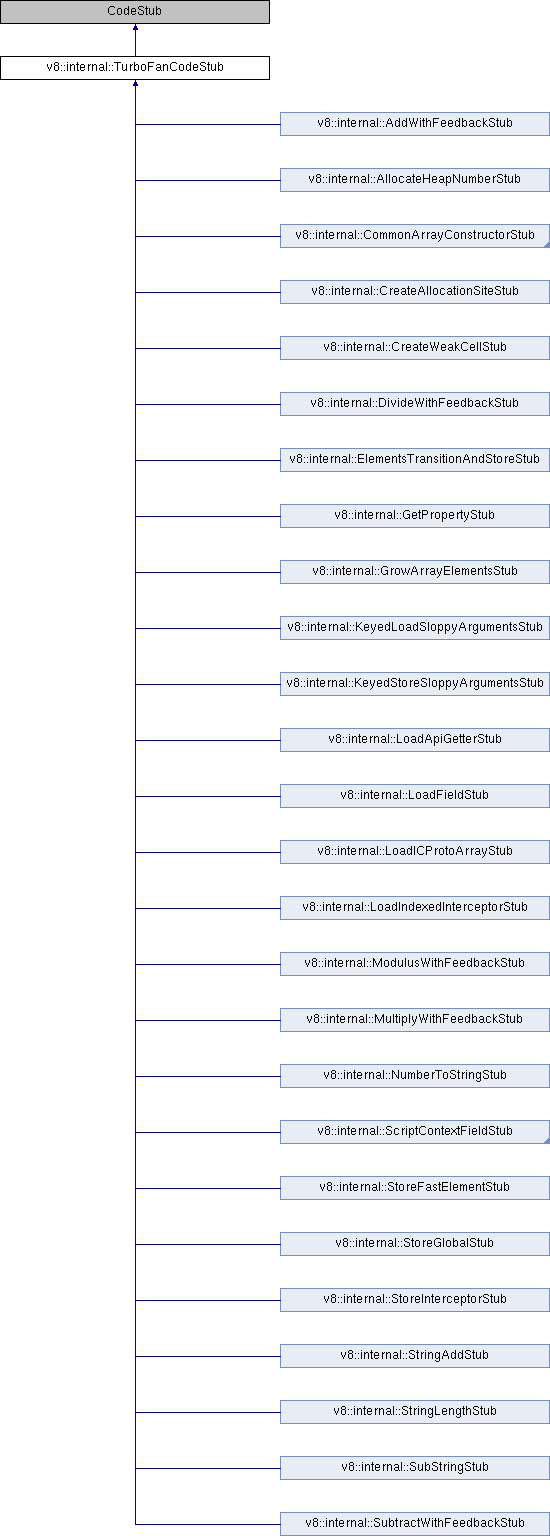 CodeStub
v8::internal::TurboFanCodeStub
v8::internal::AddWithFeedbackStub
v8::internal::AllocateHeapNumberStub
v8::internal::CommonArrayConstructorStub
v8::internal::CreateAllocationSiteStub
v8::internal::CreateWeakCellStub
v8::internal::DivideWithFeedbackStub
v8::internal::ElementsTransitionAndStoreStub
v8::internal::GetPropertyStub
v8::internal::GrowArrayElementsStub
v8::internal::KeyedLoadSloppyArgumentsStub
v8::internal::KeyedStoreSloppyArgumentsStub
v8::internal::LoadApiGetterStub
v8::internal::LoadFieldStub
v8::internal::LoadICProtoArrayStub
v8::internal::LoadIndexedInterceptorStub
v8::internal::ModulusWithFeedbackStub
v8::internal::MultiplyWithFeedbackStub
v8::internal::NumberToStringStub
v8::internal::ScriptContextFieldStub
v8::internal::StoreFastElementStub
v8::internal::StoreGlobalStub
v8::internal::StoreInterceptorStub
v8::internal::StringAddStub
v8::internal::StringLengthStub
v8::internal::SubStringStub
v8::internal::SubtractWithFeedbackStub